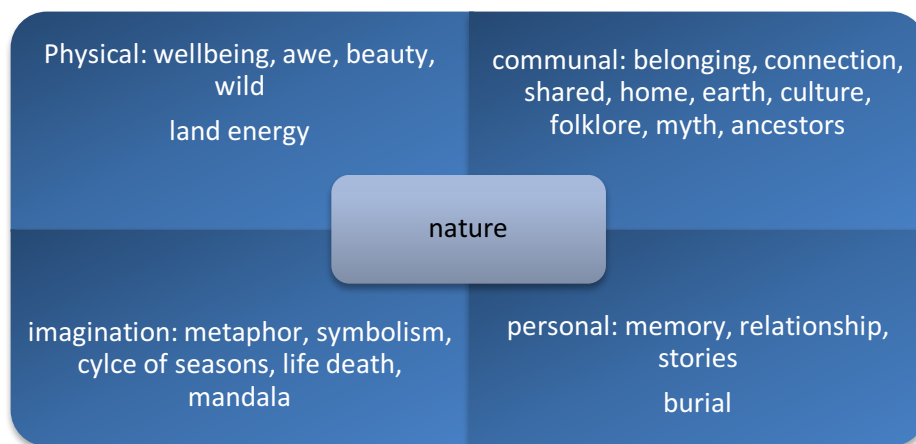 Physical: wellbeing, awe, beauty,
wild
land energy
communal: belonging, connection,
shared, home, earth, culture,
folklore, myth, ancestors
nature
imagination: metaphor, symbolism,
cylce of seasons, life death,
mandala
personal: memory, relationship,
stories
burial